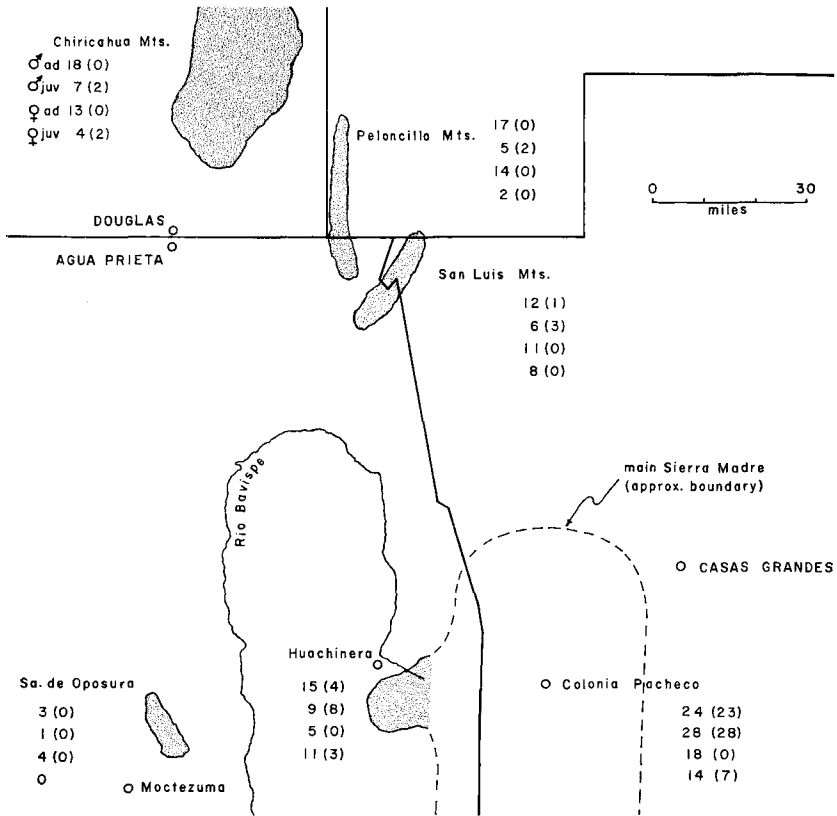 Chiricahua Mts.
♂ ad 18 (0)
♂ juv 7 (2)
♀ ad 13 (0)
♀ juv 4 (2)
Peloncillo Mts.
17 (0)
5 (2)
14 (0)
2 (0)
0 30
miles
DOUGLAS
AGUA PRIETA
San Luis Mts.
12 (1)
6 (3)
11 (0)
8 (0)
Rio Bavispe
main Sierra Madre
(approx. boundary)
CASAS GRANDES
Huachinera
15 (4)
9 (8)
5 (0)
11 (3)
Colonia Pacheco
24 (23)
28 (28)
18 (0)
14 (7)
Sa. de Oposura
3 (0)
1 (0)
4 (0)
0
Moctezuma